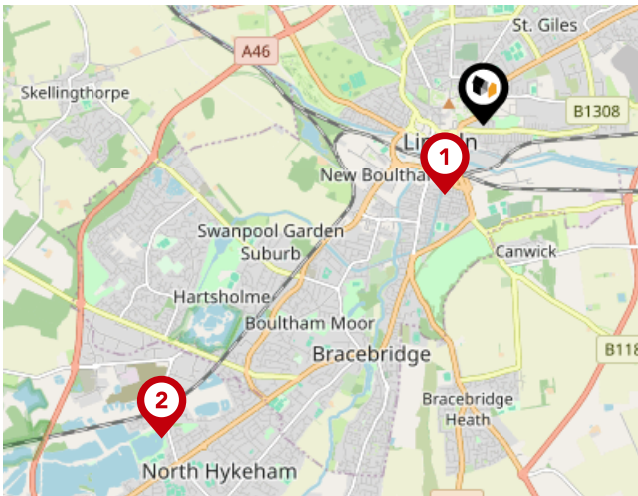 St. Giles
A46
Skellingthorpe
B1308
Lincoln
1
New Boultham
Swanpool Garden
Suburb
Canwick
Hartsholme
Boultham Moor
Bracebridge
B118
2
Bracebridge
Heath
North Hykeham